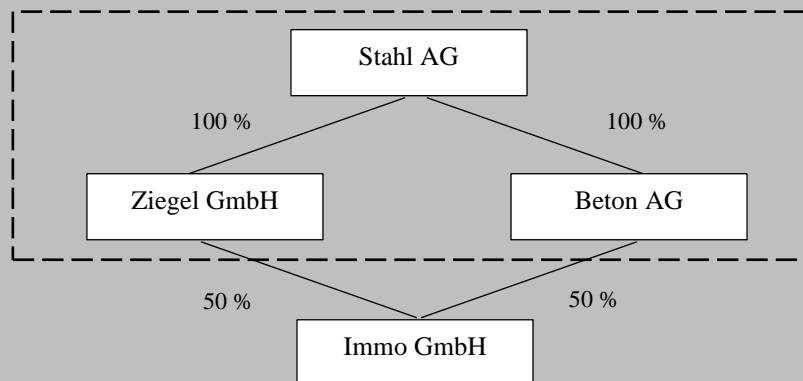 Stahl AG
100 %
100 %
Ziegel GmbH
Beton AG
50 %
50 %
Immo GmbH